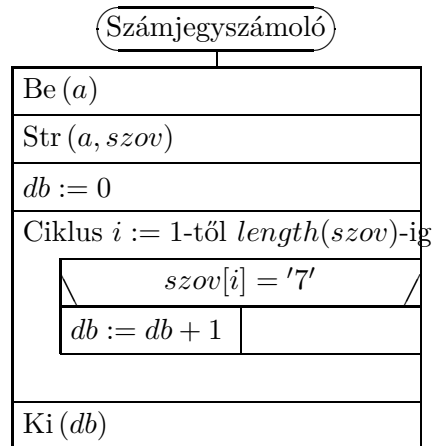 Számjegyszámoló
Be (a)
Str (a, szov)
db := 0
Ciklus i := 1-től length(szov)-ig
szov[i] = '7'
db := db + 1
Ki (db)